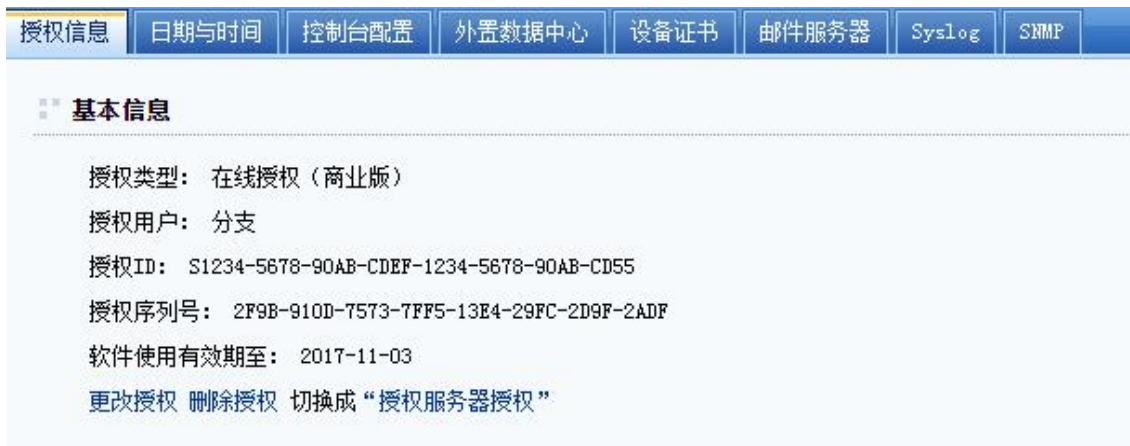 授权信息 日期与时间 控制台配置 外置数据中心 设备证书 邮件服务器 Syslog SNMP
基本信息
授权类型： 在线授权（商业版）
授权用户： 分支
授权ID： S1234-5678-90AB-CDEF-1234-5678-90AB-CD55
授权序列号： 2F9B-910D-7573-7FF5-13E4-29FC-2D9F-2ADF
软件使用有效期至： 2017-11-03
更改授权 删除授权 切换成“授权服务器授权”